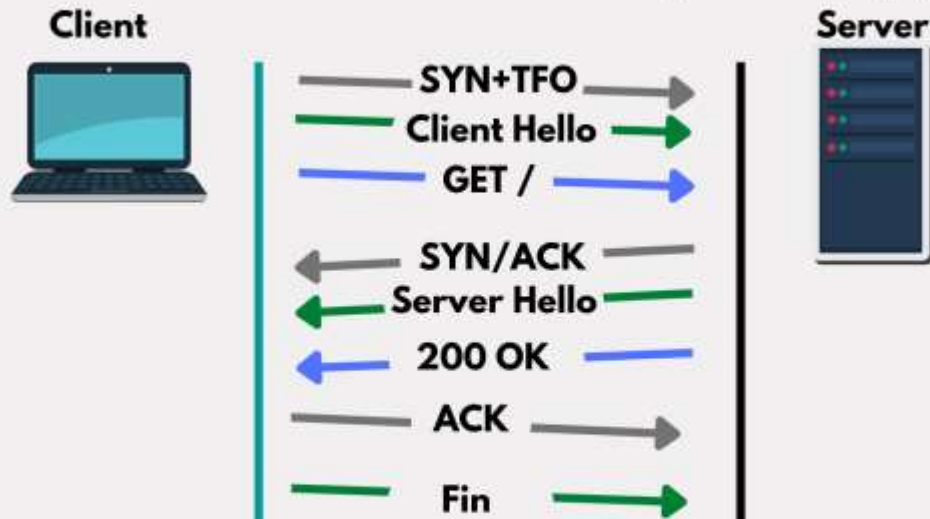 Client
Server
SYN+TFO
Client Hello
GET /
SYN/ACK
Server Hello
200 OK
ACK
Fin